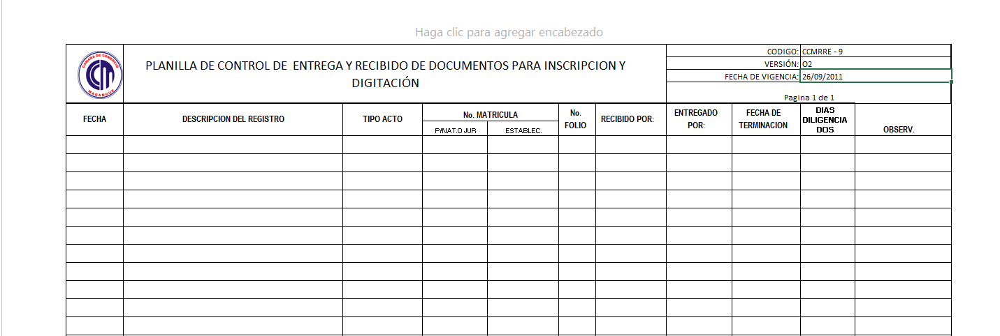 Haga clic para agregar encabezado
CAMARA DE COMERCIO
CCM
MAGANGUE
PLANILLA DE CONTROL DE ENTREGA Y RECIBIDO DE DOCUMENTOS PARA INSCRIPCION Y
DIGITACIÓN
CODIGO: CCMRRE - 9
VERSIÓN: O2
FECHA DE VIGENCIA: 26/09/2011
Pagina 1 de 1
FECHA
DESCRIPCION DEL REGISTRO
TIPO ACTO
No. MATRICULA
P/NAT.O JUR
ESTABLEC.
No.
FOLIO
RECIBIDO POR:
ENTREGADO
POR:
FECHA DE
TERMINACION
DIAS
DILIGENCIA
DOS
OBSERV.